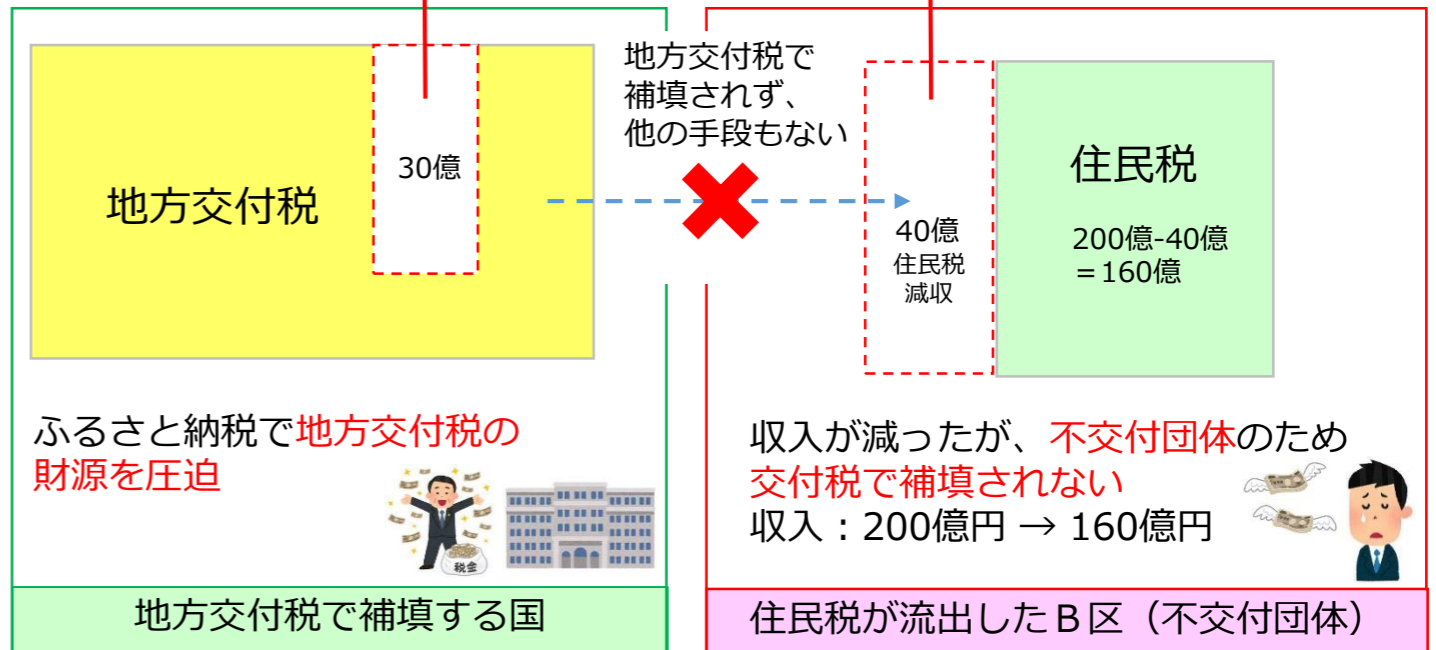 地方交付税
30億
ふるさと納税で地方交付税の
財源を圧迫
税金
地方交付税で補填する国
地方交付税で
補填されず、
他の手段もない
40億
住民税
減収
住民税
200億-40億
=160億
収入が減ったが、不交付団体のため
交付税で補填されない
収入：200億円 → 160億円
住民税が流出したＢ区（不交付団体）